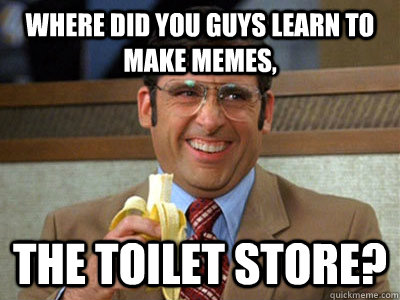 WHERE DID YOU GUYS LEARN TO
MAKE MEMES,
THE TOILET STORE?
quickmeme.com